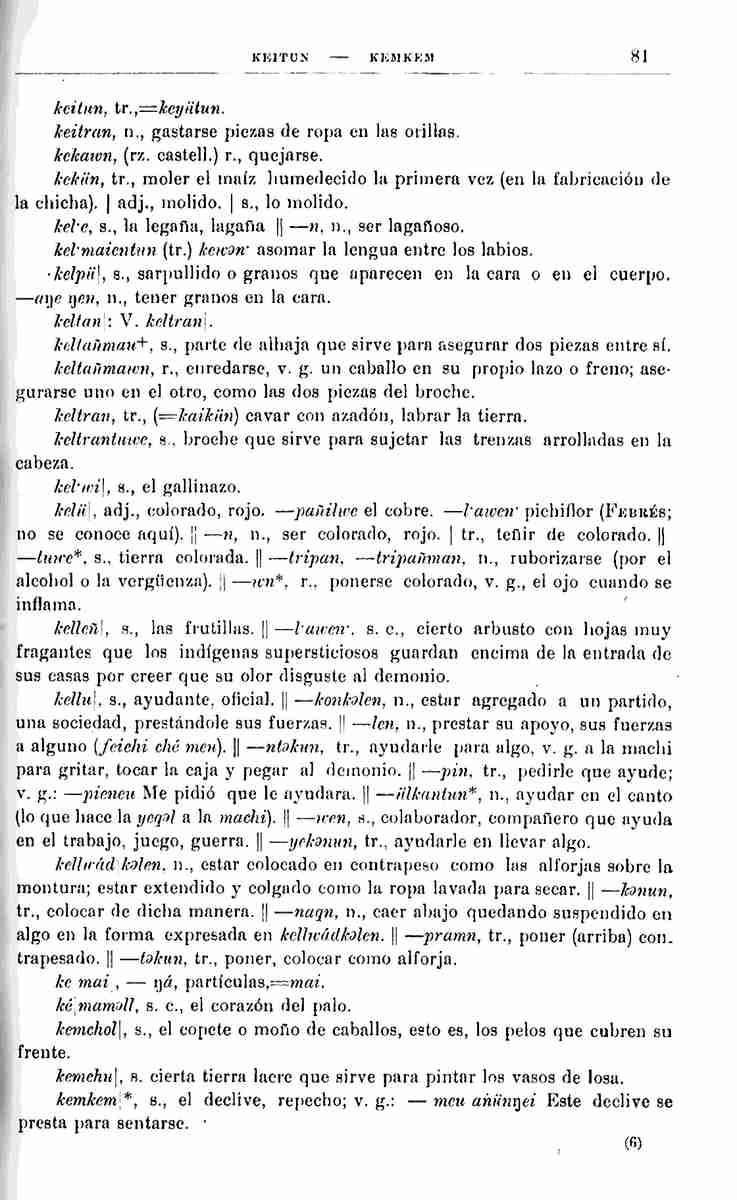 KEITUN — KEMKEM 81
keitun, tr.,=keyütun.
keitran, n., gastarse piezas de ropa en las orillas.
kekawn, (rz. castell.) r., quejarse.
kekün, tr., moler el maíz humedecido la primera vez (en la fabricación de
la chicha). | adj., molido. | s., lo molido.
kel·e, s., la legaña, lagaña || —n, n., ser lagañoso.
kel·maientun (tr.) kewən· asomar la lengua entre los labios.
kelpü|, s., sarpullido o granos que aparecen en la cara o en el cuerpo.
—aŋe ŋen, n., tener granos en la cara.
keltan|: V. keltran|.
keltañmau+, s., parte de alhaja que sirve para asegurar dos piezas entre sí.
keltañmawn, r., enredarse, v. g. un caballo en su propio lazo o freno; ase-
gurarse uno en el otro, como las dos piezas del broche.
keltran, tr., (=kaikün) cavar con azadón, labrar la tierra.
keltrantuwe, s., broche que sirve para sujetar las trenzas arrolladas en la
cabeza.
kel·wi|, s., el gallinazo.
kelü|, adj., colorado, rojo. —pañilwe el cobre. —l·awen· pichiflor (FEBRÉS;
no se conoce aquí). || —n, n., ser colorado, rojo. | tr., teñir de colorado. ||
—tuwe*, s., tierra colorada. || —tripan, —tripañman, n., ruborizarse (por el
alcohol o la vergüenza). || —wn*, r., ponerse colorado, v. g., el ojo cuando se
inflama.
kelleñ|, s., las frutillas. || —l·awen·, s. c., cierto arbusto con hojas muy
fragantes que los indígenas supersticiosos guardan encima de la entrada de
sus casas por creer que su olor disguste al demonio.
kellu|, s., ayudante, oficial. || —konkəlen, n., estar agregado a un partido,
una sociedad, prestándole sus fuerzas. || —len, n., prestar su apoyo, sus fuerzas
a alguno (feichi ché meu). || —ntəkun, tr., ayudarle para algo, v. g. a la machi
para gritar, tocar la caja y pegar al demonio. || —pin, tr., pedirle que ayude;
v. g.: —pieneu Me pidió que le ayudara. || —ülkantun*, n., ayudar en el canto
(lo que hace la yeqəl a la machi). || —wen, s., colaborador, compañero que ayuda
en el trabajo, juego, guerra. || —yekənun, tr., ayudarle en llevar algo.
kellwád kəlen, n., estar colocado en contrapeso como las alforjas sobre la
montura; estar extendido y colgado como la ropa lavada para secar. || —kənun,
tr., colocar de dicha manera. || —naqn, n., caer abajo quedando suspendido en
algo en la forma expresada en kellwádkəlen. || —pramn, tr., poner (arriba) con-
trapesado. || —təkun, tr., poner, colocar como alforja.
ke mai , — ŋá, partículas,=mai.
ké|maməll, s. c., el corazón del palo.
kemchol|, s., el copete o moño de caballos, esto es, los pelos que cubren su
frente.
kemchu|, s. cierta tierra lacre que sirve para pintar los vasos de losa.
kemkem|*, s., el declive, repecho; v. g.: — meu anünŋei Este declive se
presta para sentarse.
(6)